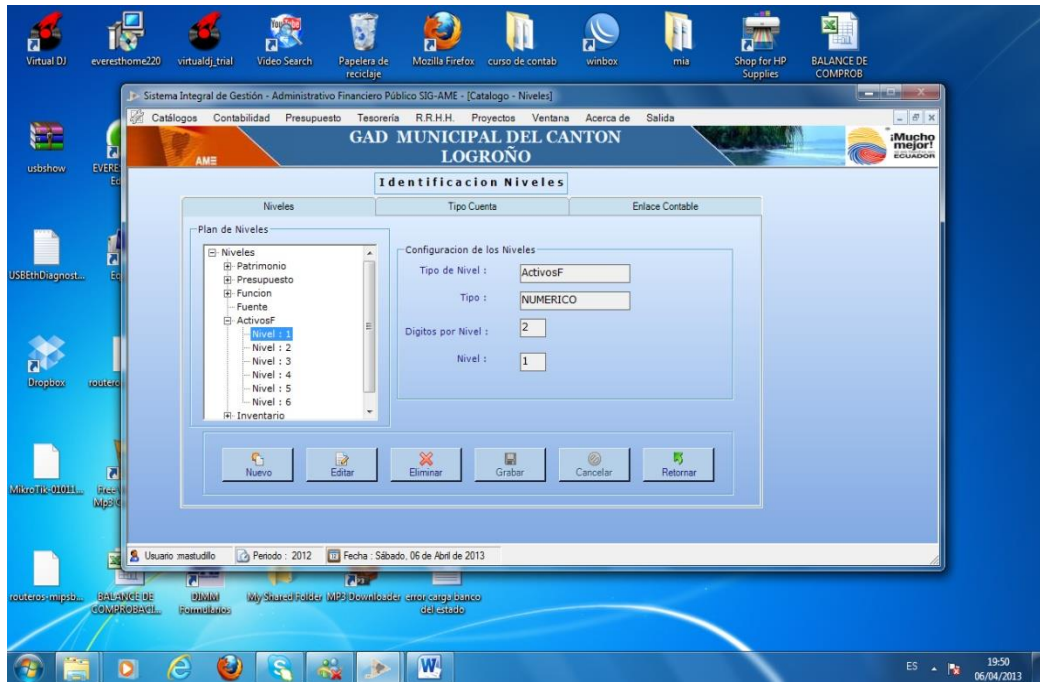 Virtual DJ
everesthome220
virtualdj_trial
Video Search
Papelera de
reciclaje
Mozilla Firefox
curso de contab
winbox
mia
Shop for HP
Supplies
BALANCE DE
COMPROB
Sistema Integral de Gestión - Administrativo Financiero Público SIG-AME - [Catalogo - Niveles]
Catálogos Contabilidad Presupuesto Tesorería R.R.H.H. Proyectos Ventana Acerca de Salida
AME
GAD MUNICIPAL DEL CANTON
LOGROÑO
¡Mucho
mejor!
ECUADOR
usbshow
EVERE
Ed
Identificacion Niveles
Niveles
Tipo Cuenta
Enlace Contable
Plan de Niveles
Niveles
Patrimonio
Presupuesto
Funcion
Fuente
ActivosF
Nivel : 1
Nivel : 2
Nivel : 3
Nivel : 4
Nivel : 5
Nivel : 6
Inventario
Configuracion de los Niveles
Tipo de Nivel : ActivosF
Tipo : NUMERICO
Digitos por Nivel : 2
Nivel : 1
USBEthDiagnost...
Dropbox
routero
Nuevo
Editar
Eliminar
Grabar
Cancelar
Retornar
MikroTik-01011...
Free
Mp3 C
Usuario :mastudillo
Periodo : 2012
Fecha : Sábado, 06 de Abril de 2013
routeros-mipsb...
BALANCE DE
COMPROBACI...
DIMM
Formularios
My Shared Folder
MP3 Downloader
error carga banco
del estado
ES
19:50
06/04/2013